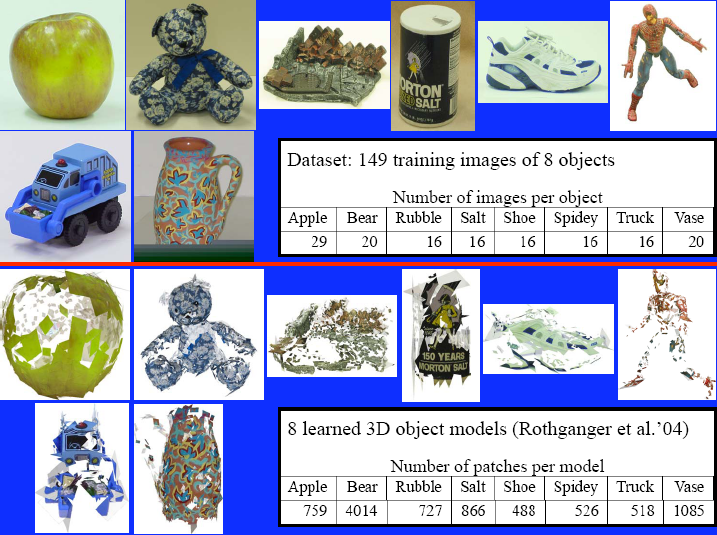 ORTON
SALT
Dataset: 149 training images of 8 objects
Number of images per object
Apple Bear Rubble Salt Shoe Spidey Truck Vase
29 20 16 16 16 16 16 20
150 YEARS
MORTON SALT
8 learned 3D object models (Rothganger et al.’04)
Number of patches per model
Apple Bear Rubble Salt Shoe Spidey Truck Vase
759 4014 727 866 488 526 518 1085